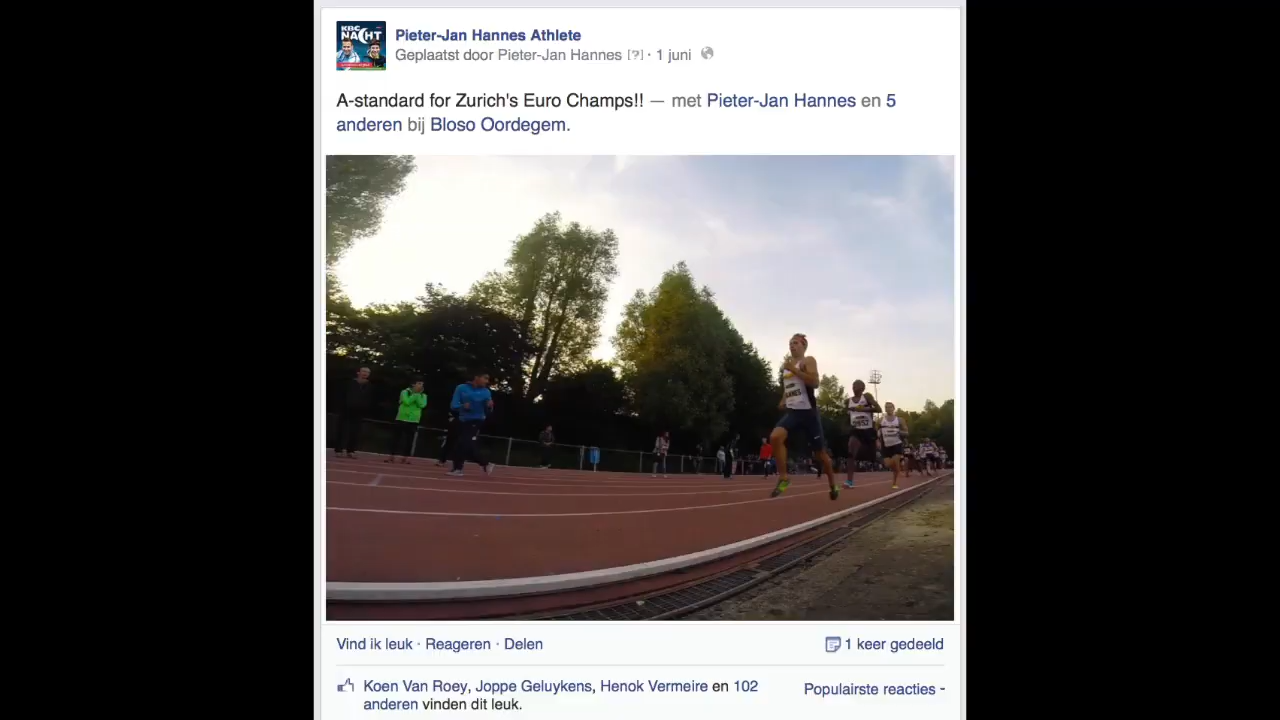 KBC
NACHT
Pieter-Jan Hannes Athlete
Geplaatst door Pieter-Jan Hannes [?] · 1 juni
A-standard for Zurich's Euro Champs!! — met Pieter-Jan Hannes en 5
anderen bij Bloso Oordegem.
Vind ik leuk · Reageren · Delen
1 keer gedeeld
Koen Van Roey, Joppe Geluykens, Henok Vermeire en 102
anderen vinden dit leuk.
Populairste reacties